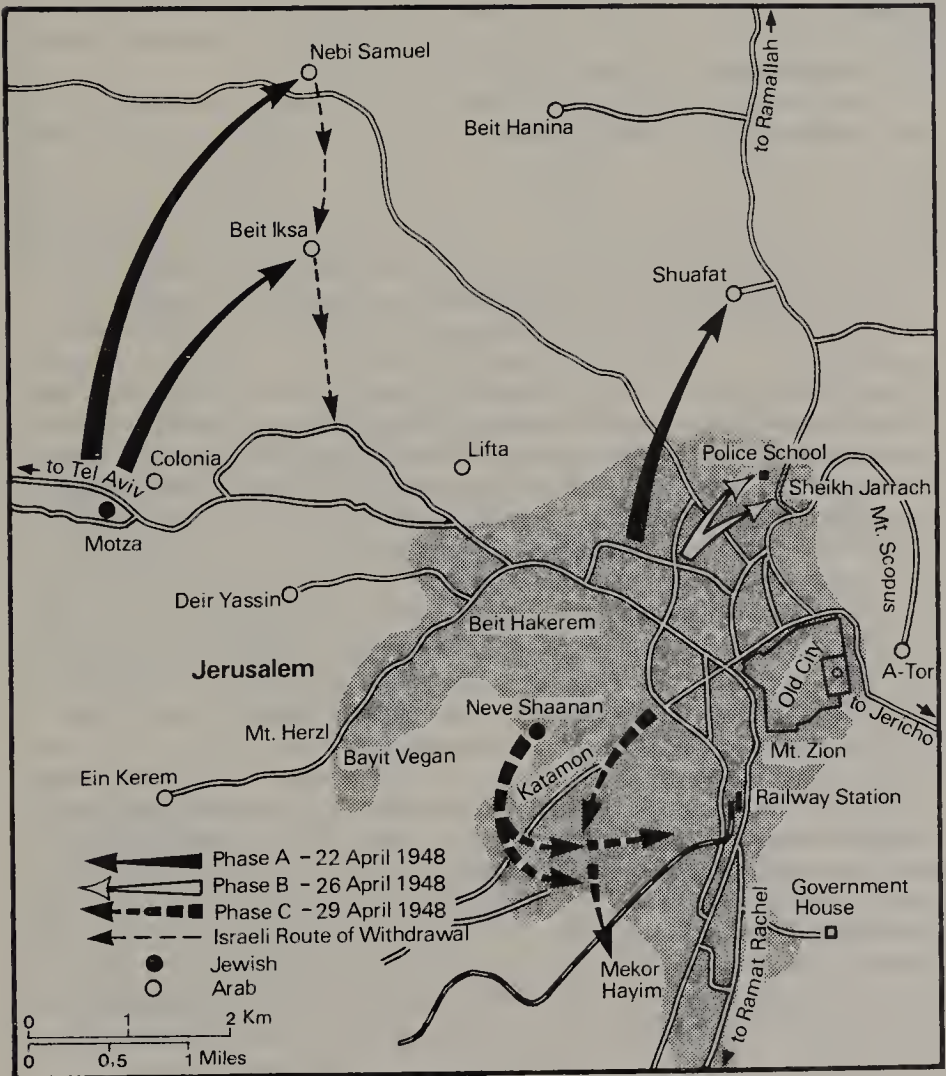 Nebi Samuel
to Ramallah
Beit Hanina
Beit Iksa
Shuafat
Lifta
Police School
Colonia
to Tel Aviv
Sheikh Jarrach
Motza
Mt. Scopus
Deir Yassin
Beit Hakerem
Jerusalem
Old City
A-Tor
Neve Shaanan
to Jericho
Mt. Herzl
Mt. Zion
Bayit Vegan
Katamon
Ein Kerem
Railway Station
Phase A - 22 April 1948
Phase B - 26 April 1948
Government
House
Phase C - 29 April 1948
Israeli Route of Withdrawal
to Ramat Rachel
Jewish
Mekor
Hayim
Arab
0 1 2 Km
0 0,5 1 Miles